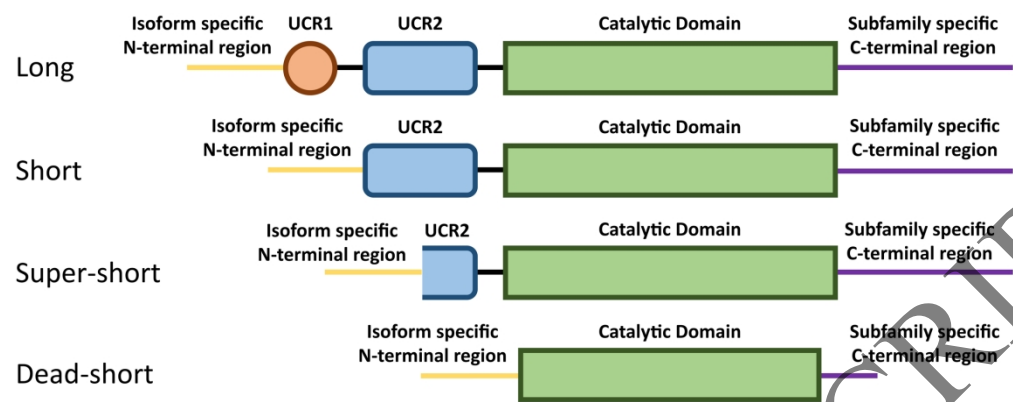 Isoform specific UCR1 UCR2 Catalytic Domain Subfamily specific
N-terminal region C-terminal region
Long
Isoform specific UCR2 Catalytic Domain Subfamily specific
N-terminal region C-terminal region
Short
Isoform specific UCR2 Catalytic Domain Subfamily specific
N-terminal region C-terminal region
Super-short
Isoform specific Catalytic Domain Subfamily specific
N-terminal region C-terminal region
Dead-short